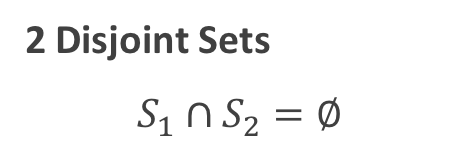 2 Disjoint Sets
S₁ ∩ S₂ = ∅